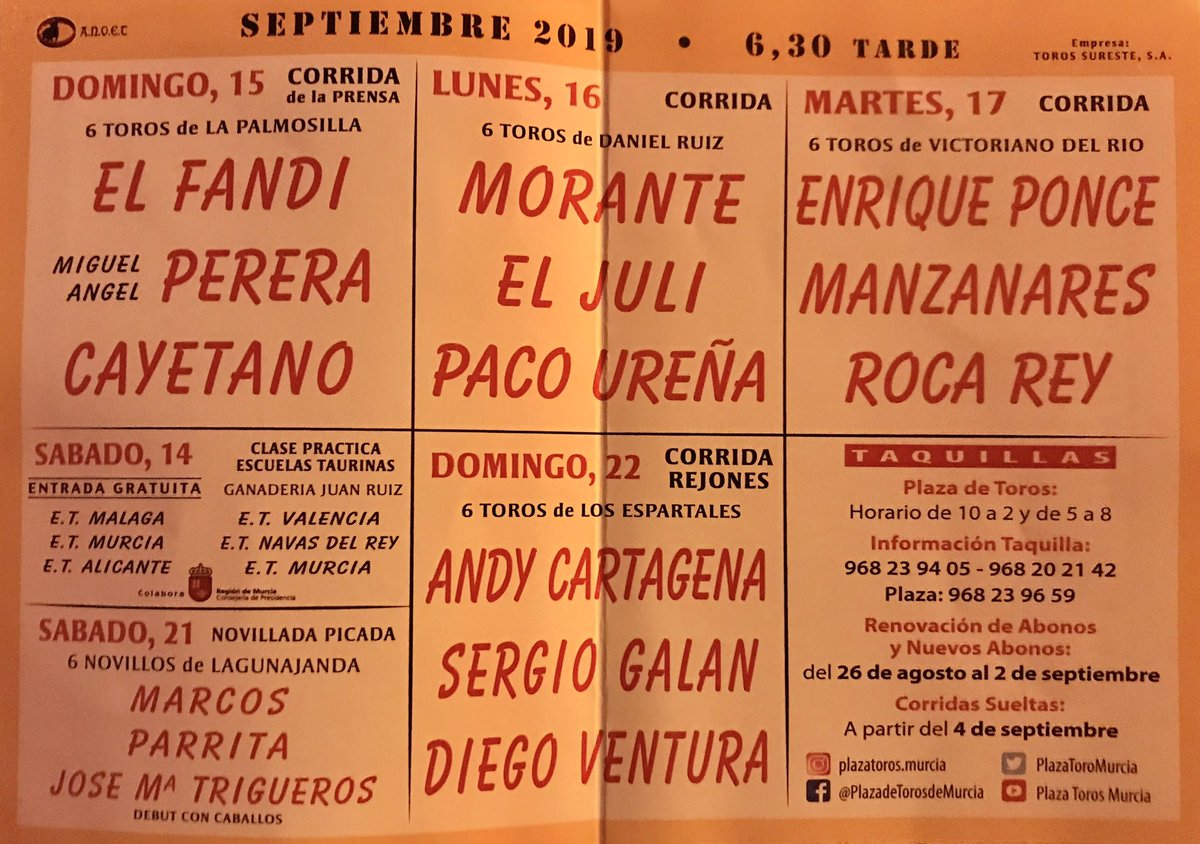 A.N.O.E.T
SEPTIEMBRE 2019 • 6,30 TARDE
Empresa:
TOROS SURESTE, S.A.
DOMINGO, 15 CORRIDA
de la PRENSA
6 TOROS de LA PALMOSILLA
EL FANDI
MIGUEL
ANGEL PERERA
CAYETANO
LUNES, 16 CORRIDA
6 TOROS de DANIEL RUIZ
MORANTE
EL JULI
PACO UREÑA
MARTES, 17 CORRIDA
6 TOROS de VICTORIANO DEL RIO
ENRIQUE PONCE
MANZANARES
ROCA REY
SABADO, 14 CLASE PRACTICA
ESCUELAS TAURINAS
ENTRADA GRATUITA GANADERIA JUAN RUIZ
E.T. MALAGA E.T. VALENCIA
E.T. MURCIA E.T. NAVAS DEL REY
E.T. ALICANTE E.T. MURCIA
Colabora Región de Murcia
Consejería de Presidencia
SABADO, 21 NOVILLADA PICADA
6 NOVILLOS de LAGUNAJANDA
MARCOS
PARRITA
JOSE Mª TRIGUEROS
DEBUT CON CABALLOS
DOMINGO, 22 CORRIDA
REJONES
6 TOROS de LOS ESPARTALES
ANDY CARTAGENA
SERGIO GALAN
DIEGO VENTURA
TAQUILLAS
Plaza de Toros:
Horario de 10 a 2 y de 5 a 8
Información Taquilla:
968 23 94 05 - 968 20 21 42
Plaza: 968 23 96 59
Renovación de Abonos
y Nuevos Abonos:
del 26 de agosto al 2 de septiembre
Corridas Sueltas:
A partir del 4 de septiembre
plazatoros.murcia PlazaToroMurcia
@PlazadeTorosdeMurcia Plaza Toros Murcia